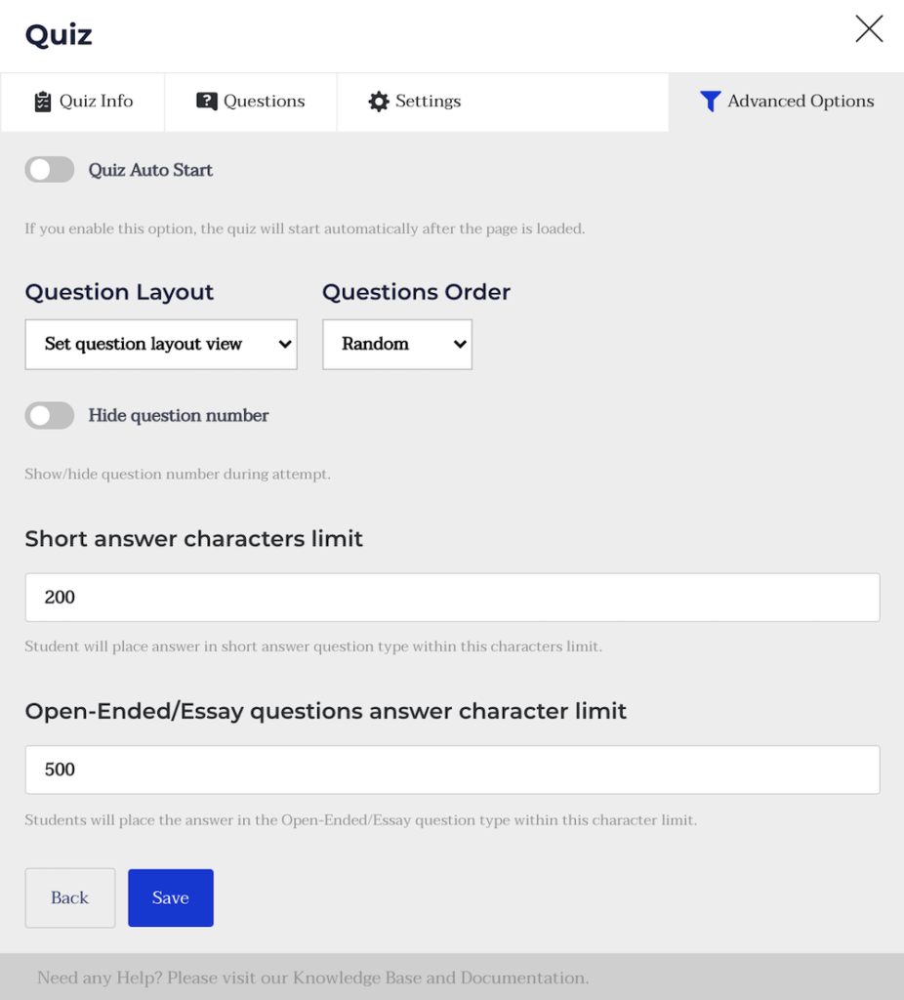 Quiz
Quiz Info
Questions
Settings
Advanced Options
Quiz Auto Start
If you enable this option, the quiz will start automatically after the page is loaded.
Question Layout
Questions Order
Set question layout view
Random
Hide question number
Show/hide question number during attempt.
Short answer characters limit
200
Student will place answer in short answer question type within this characters limit.
Open-Ended/Essay questions answer character limit
500
Students will place the answer in the Open-Ended/Essay question type within this character limit.
Back
Save
Need any Help? Please visit our Knowledge Base and Documentation.